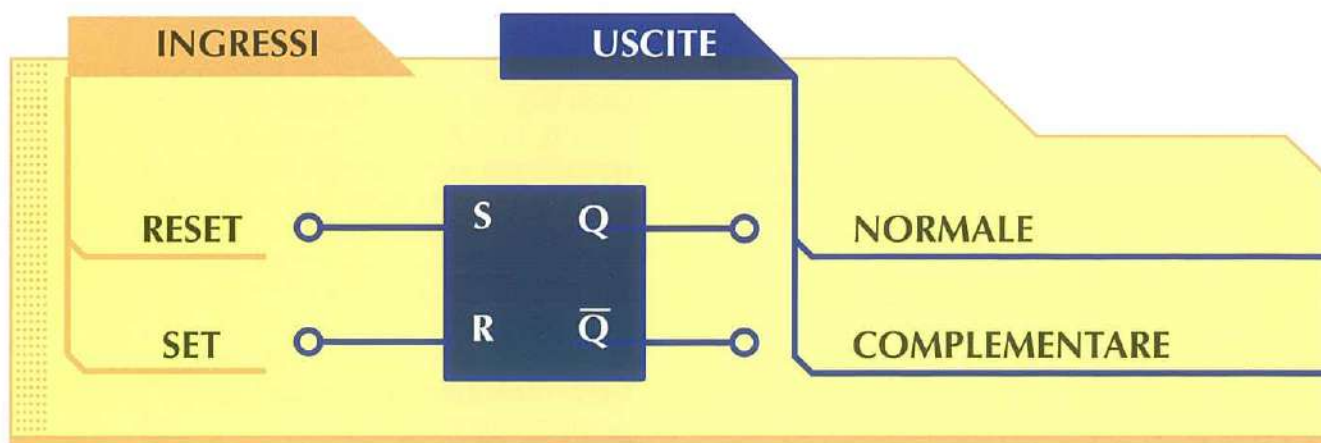 INGRESSI USCITE
RESET S Q NORMALE
SET R Q̅ COMPLEMENTARE